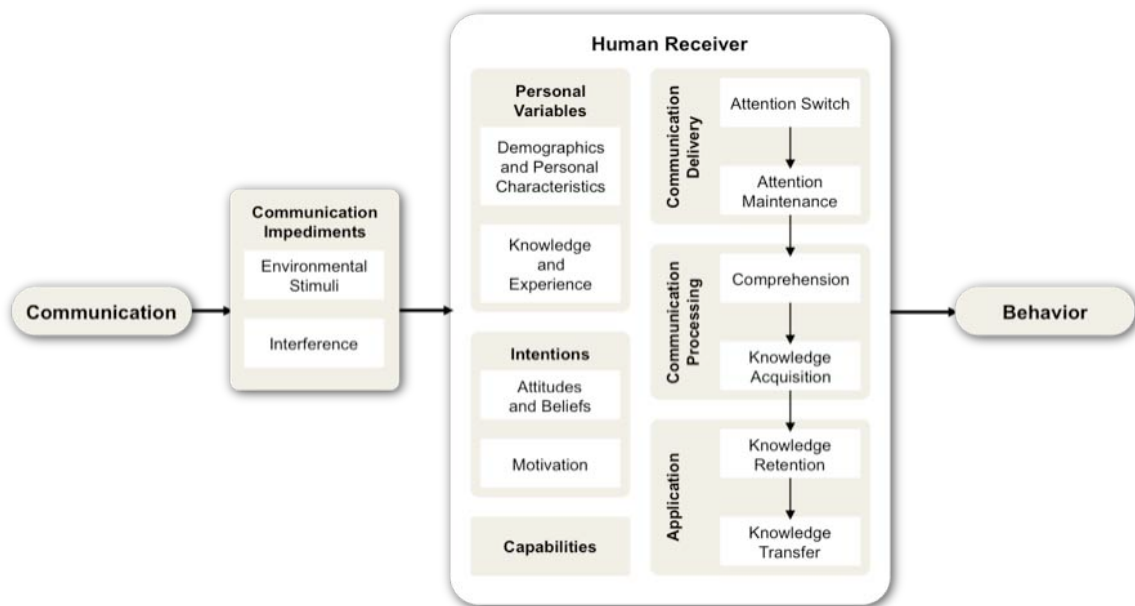 Communication
Communication
Impediments
Environmental
Stimuli
Interference
Human Receiver
Personal
Variables
Demographics
and Personal
Characteristics
Knowledge
and
Experience
Intentions
Attitudes
and Beliefs
Motivation
Capabilities
Communication
Delivery
Attention Switch
Attention
Maintenance
Communication
Processing
Comprehension
Knowledge
Acquisition
Application
Knowledge
Retention
Knowledge
Transfer
Behavior